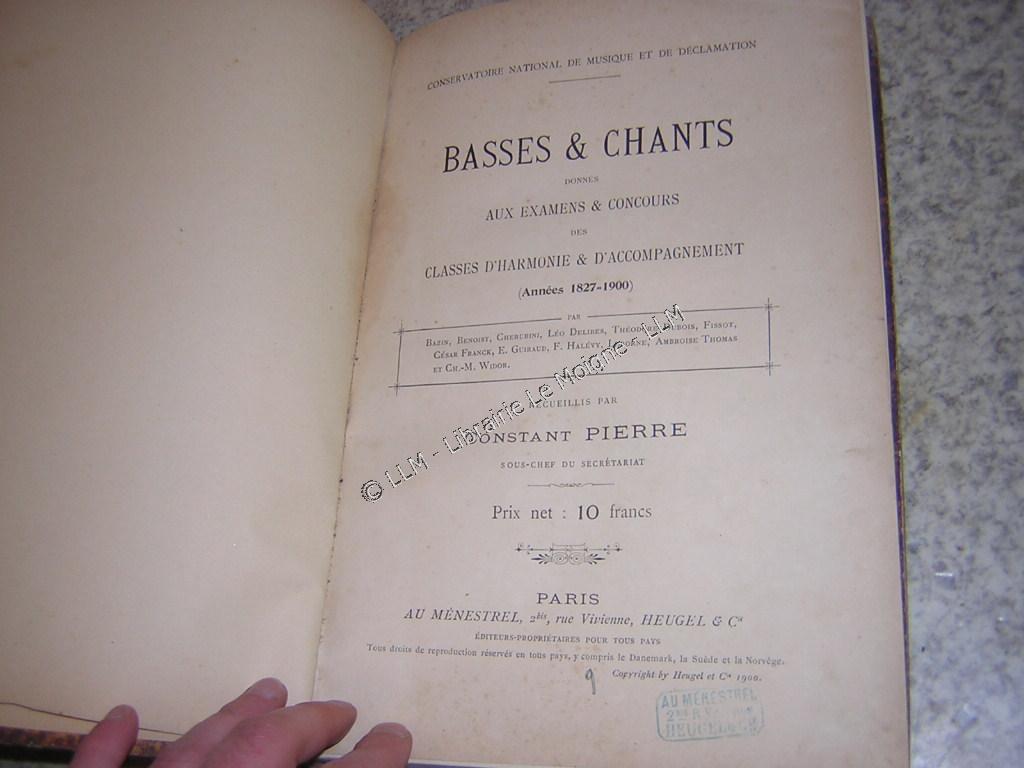 CONSERVATOIRE NATIONAL DE MUSIQUE ET DE DÉCLAMATION
BASSES & CHANTS
DONNÉS
AUX EXAMENS & CONCOURS
DES
CLASSES D'HARMONIE & D'ACCOMPAGNEMENT
(Années 1827-1900)
PAR
BAZIN, BENOIST, CHERUBINI, LÉO DELIBES, THÉODORE DUBOIS, FISSOT,
CÉSAR FRANCK, E. GUIRAUD, F. HALÉVY, LEBORNE, AMBROISE THOMAS
ET CH.-M. WIDOR.
RECUEILLIS PAR
CONSTANT PIERRE
SOUS-CHEF DU SECRÉTARIAT
Prix net : 10 francs
PARIS
AU MÉNESTREL, 2bis, rue Vivienne, HEUGEL & Cie
ÉDITEURS-PROPRIÉTAIRES POUR TOUS PAYS
Tous droits de reproduction réservés en tous pays, y compris le Danemark, la Suède et la Norvège.
Copyright by Heugel et Cie 1900.
9
AU MÉNESTREL
HEUGEL & Cie
© LLM - Librairie Le Moigne, LLM